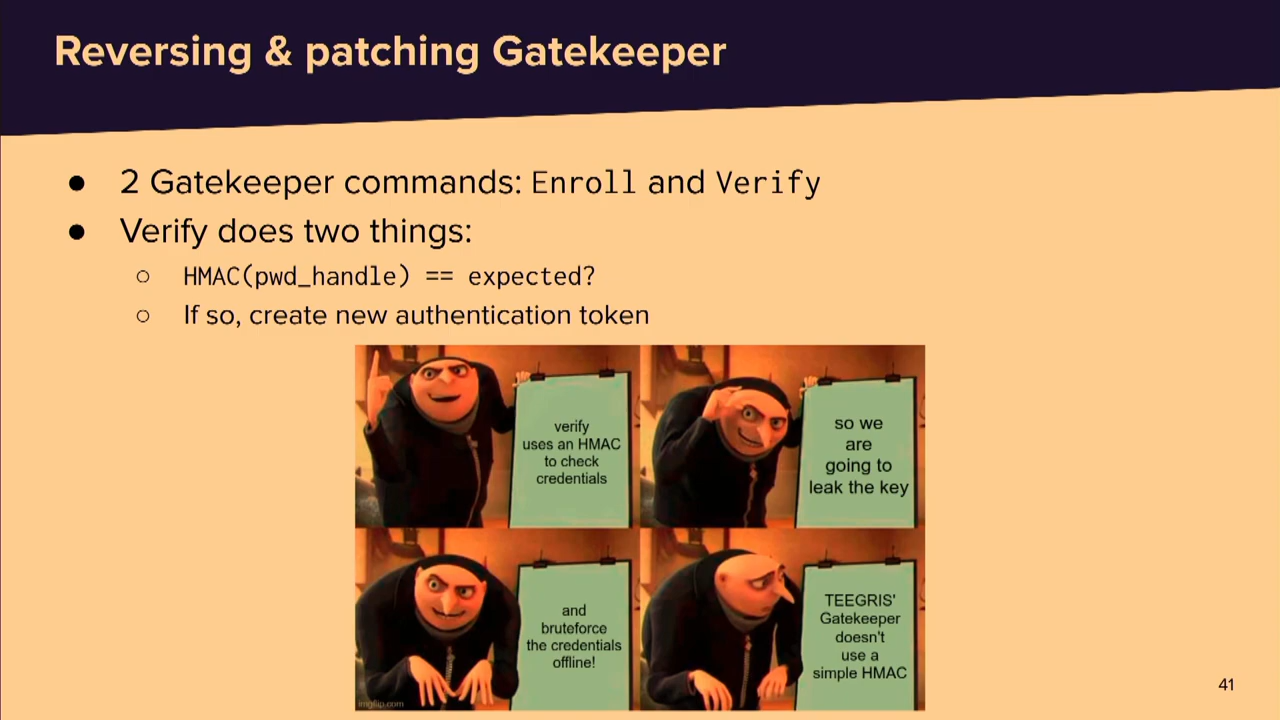 Reversing & patching Gatekeeper
● 2 Gatekeeper commands: Enroll and Verify
● Verify does two things:
○ HMAC(pwd_handle) == expected?
○ If so, create new authentication token
verify
uses an HMAC
to check
credentials
so we
are
going to
leak the key
and
bruteforce
the credentials
offline!
TEEGRIS'
Gatekeeper
doesn't
use a
simple HMAC
imgflip.com
41